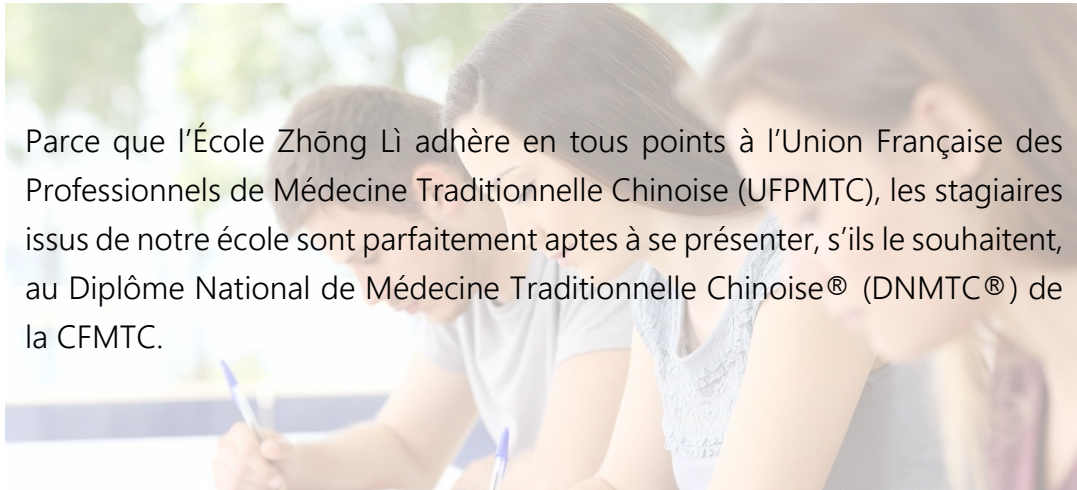 Parce que l’École Zhōng Lì adhère en tous points à l’Union Française des
Professionnels de Médecine Traditionnelle Chinoise (UFPMTC), les stagiaires
issus de notre école sont parfaitement aptes à se présenter, s’ils le souhaitent,
au Diplôme National de Médecine Traditionnelle Chinoise® (DNMTC®) de
la CFMTC.